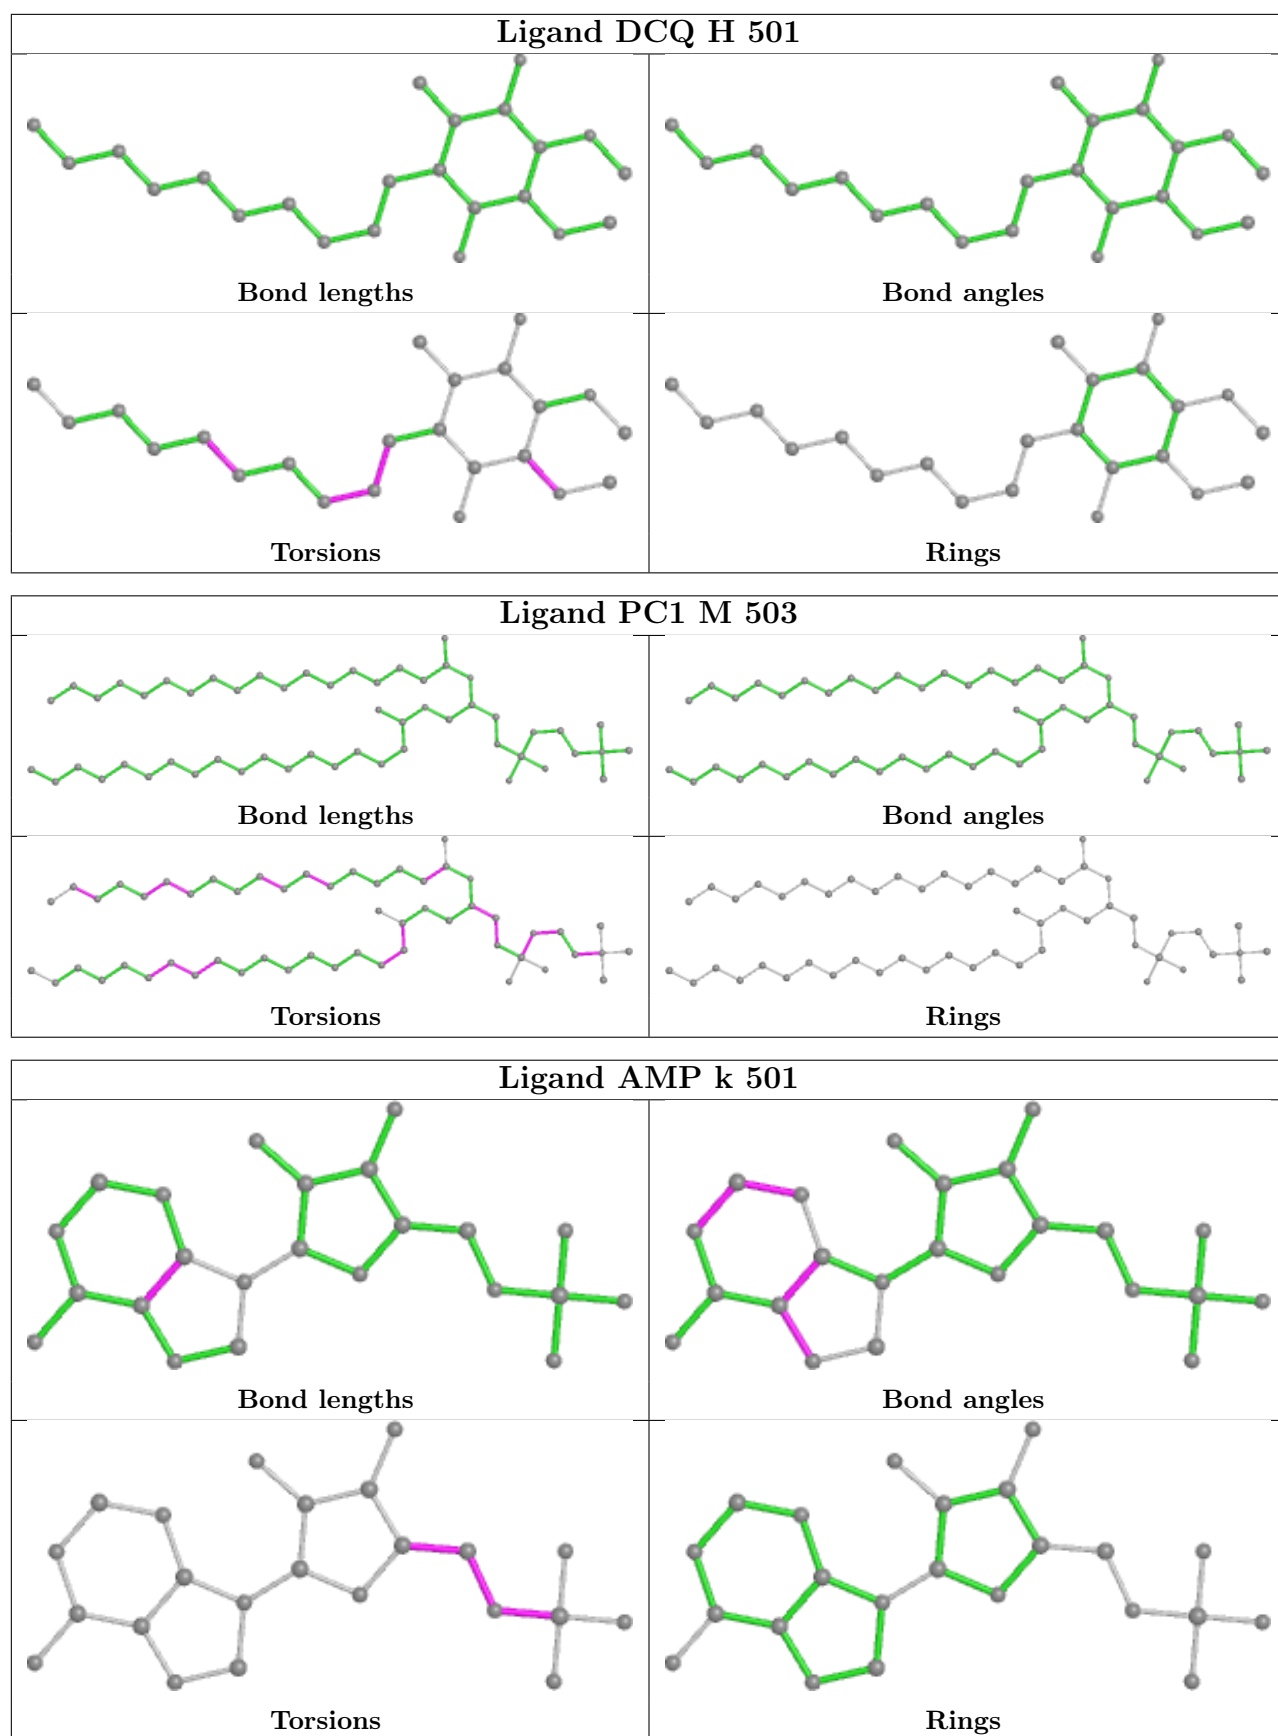 Ligand DCQ H 501
Bond lengths
Bond angles
Torsions
Rings
Ligand PC1 M 503
Bond lengths
Bond angles
Torsions
Rings
Ligand AMP k 501
Bond lengths
Bond angles
Torsions
Rings